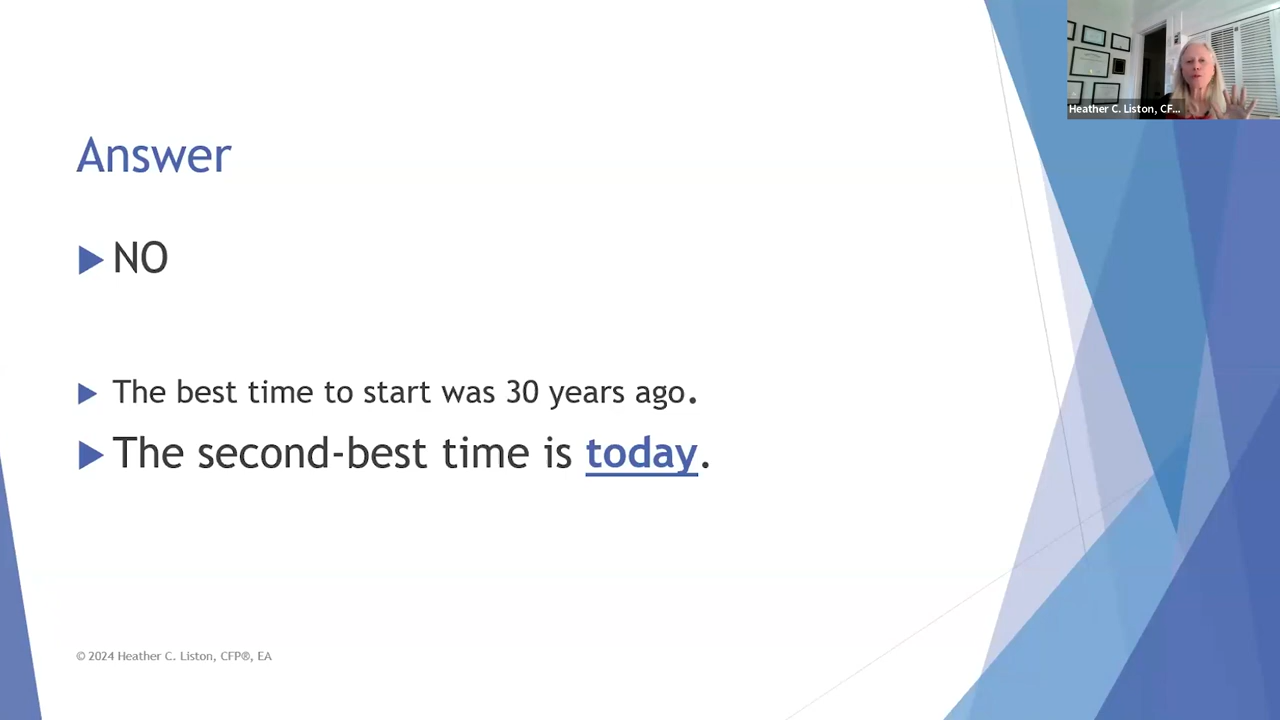 Heather C. Liston, CF...
Answer
NO
The best time to start was 30 years ago.
The second-best time is today.
© 2024 Heather C. Liston, CFP®, EA